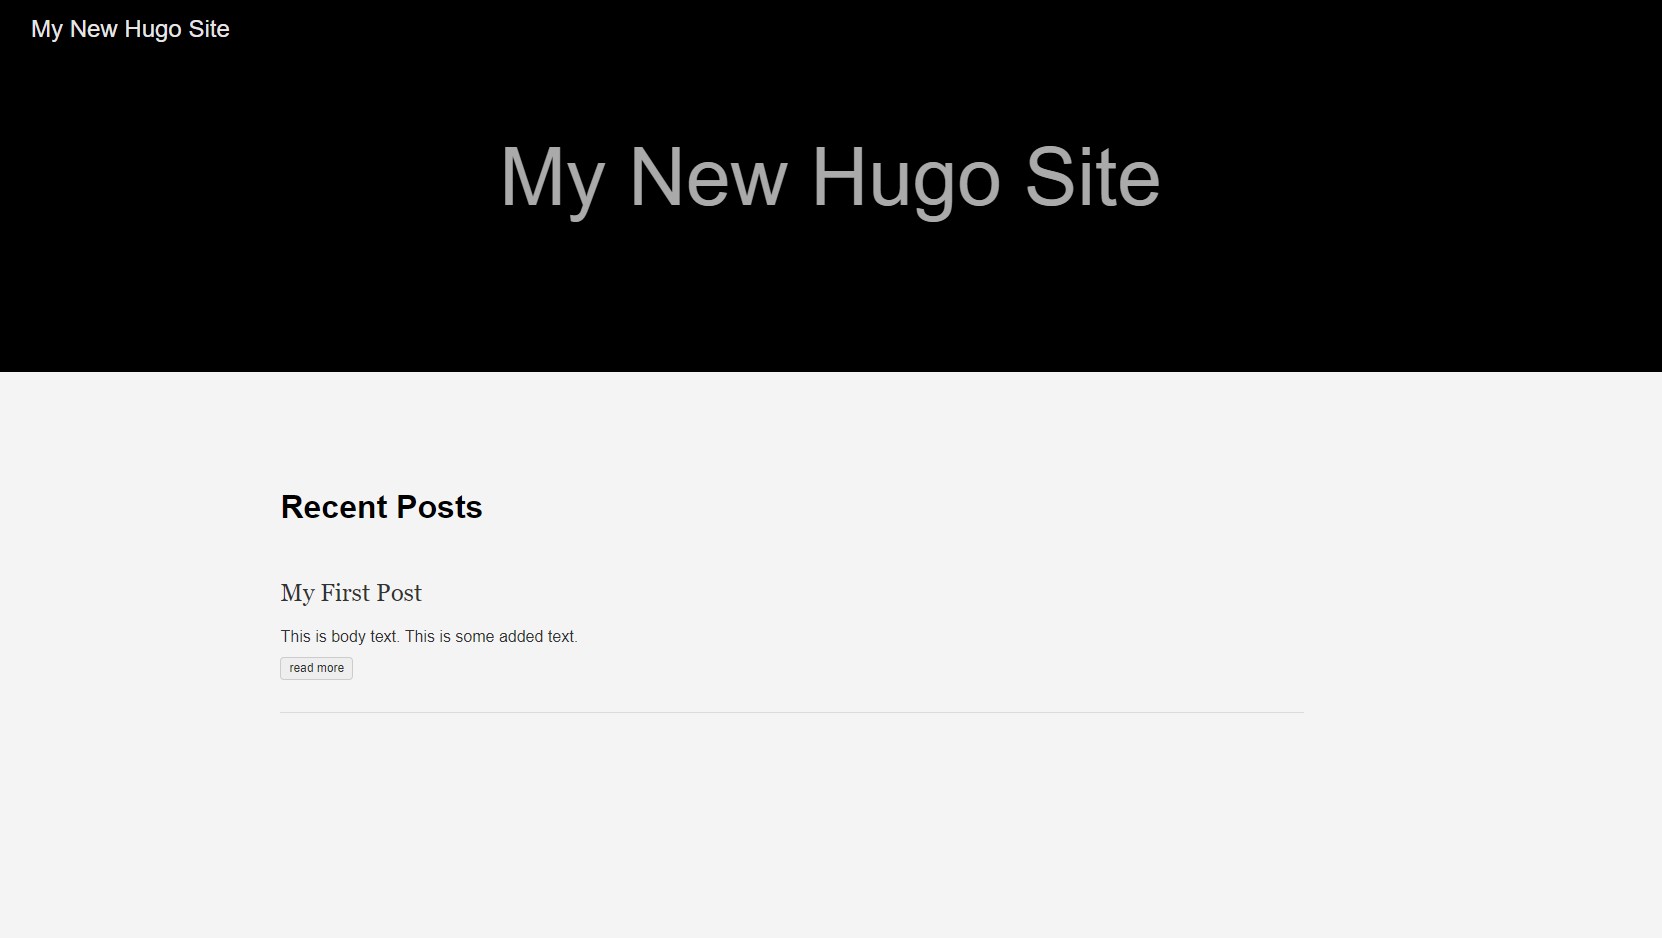 My New Hugo Site
My New Hugo Site
Recent Posts
My First Post
This is body text. This is some added text.
read more